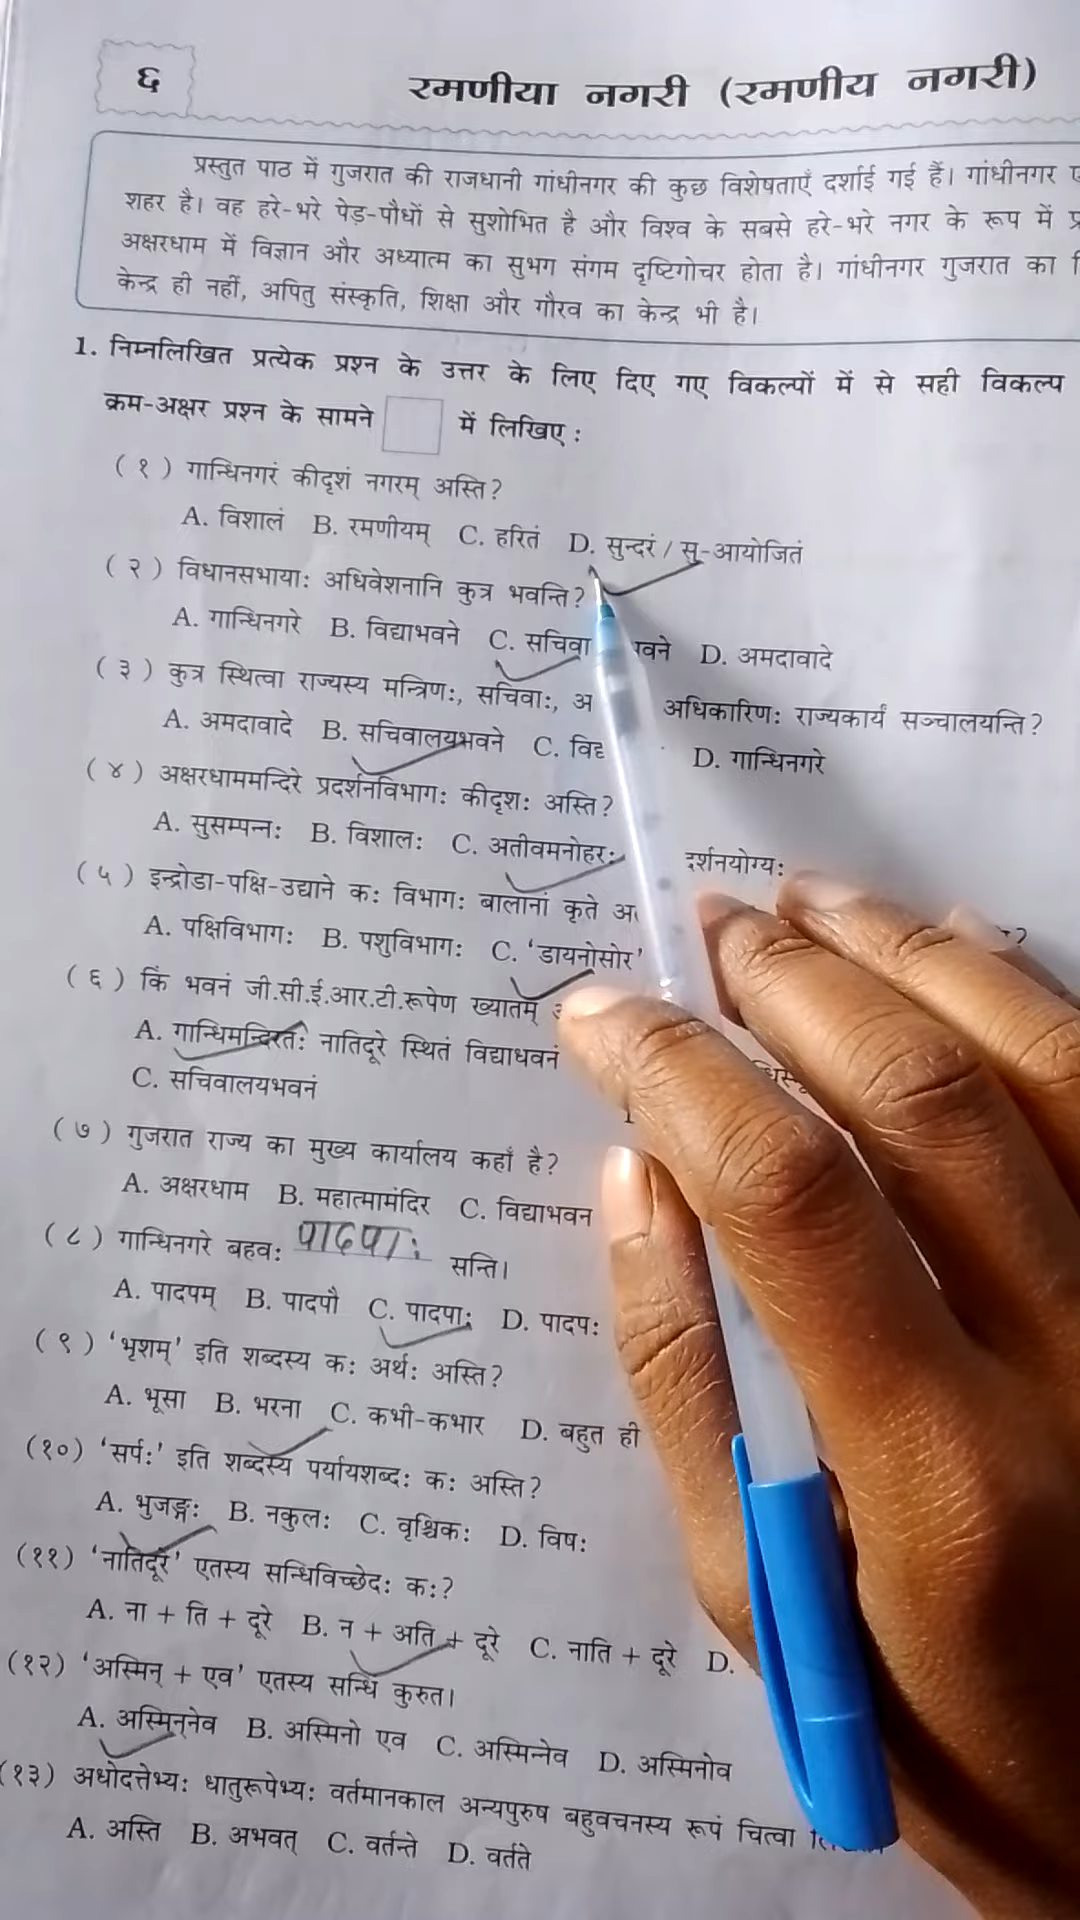 ६
रमणीया नगरी (रमणीय नगरी)
प्रस्तुत पाठ में गुजरात की राजधानी गांधीनगर की कुछ विशेषताएँ दर्शाई गई हैं। गांधीनगर
शहर है। वह हरे-भरे पेड़-पौधों से सुशोभित है और विश्व के सबसे हरे-भरे नगर के रूप में
अक्षरधाम में विज्ञान और अध्यात्म का सुभग संगम दृष्टिगोचर होता है। गांधीनगर गुजरात का
केन्द्र ही नहीं, अपितु संस्कृति, शिक्षा और गौरव का केन्द्र भी है।
1. निम्नलिखित प्रत्येक प्रश्न के उत्तर के लिए दिए गए विकल्पों में से सही विकल्प
क्रम-अक्षर प्रश्न के सामने में लिखिए :
( १ ) गान्धिनगरं कीदृशं नगरम् अस्ति?
A. विशालं B. रमणीयम् C. हरितं D. सुन्दरं / सु-आयोजितं
( २ ) विधानसभायाः अधिवेशनानि कुत्र भवन्ति?
A. गान्धिनगरे B. विद्याभवने C. D. अमदावादे
( ३ ) कुत्र स्थित्वा राज्यस्य मन्त्रिणः, सचिवाः, अधिकारिणः राज्यकार्यं सञ्चालयन्ति?
A. अमदावादे B. सचिवालयभवने C. D. गान्धिनगरे
( ४ ) अक्षरधाममन्दिरे प्रदर्शनविभागः कीदृशः अस्ति?
A. सुसम्पन्नः B. विशालः C. अतीवमनोहरः दर्शनयोग्यः
( ५ ) इन्द्रोडा-पक्षि-उद्याने कः विभागः बालानां कृते
A. पक्षिविभागः B. पशुविभागः C. 'डायनोसोर'
( ६ ) किं भवनं जी.सी.ई.आर.टी.रूपेण ख्यातम्
A. गान्धिमन्दिरतः नातिदूरे स्थितं विद्याधवनं
C. सचिवालयभवनं
( ७ ) गुजरात राज्य का मुख्य कार्यालय कहाँ है?
A. अक्षरधाम B. महात्मामंदिर C. विद्याभवन
( ८ ) गान्धिनगरे बहवः पादपाः सन्ति।
A. पादपम् B. पादपौ C. पादपाः D. पादपः
( ९ ) 'भृशम्' इति शब्दस्य कः अर्थः अस्ति?
A. भूसा B. भरना C. कभी-कभार D. बहुत ही
(१०) 'सर्पः' इति शब्दस्य पर्यायशब्दः कः अस्ति?
A. भुजङ्गः B. नकुलः C. वृश्चिकः D. विषः
(११) 'नातिदूरे' एतस्य सन्धिविच्छेदः कः?
A. ना + ति + दूरे B. न + अति + दूरे C. नाति + दूरे D.
(१२) 'अस्मिन् + एव' एतस्य सन्धि कुरुत।
A. अस्मिन्‌नेव B. अस्मिनो एव C. अस्मिन्नेव D. अस्मिनोव
(१३) अधोदत्तेभ्यः धातुरूपेभ्यः वर्तमानकाल अन्यपुरुष बहुवचनस्य रूपं चित्वा
A. अस्ति B. अभवत् C. वर्तन्ते D. वर्तते